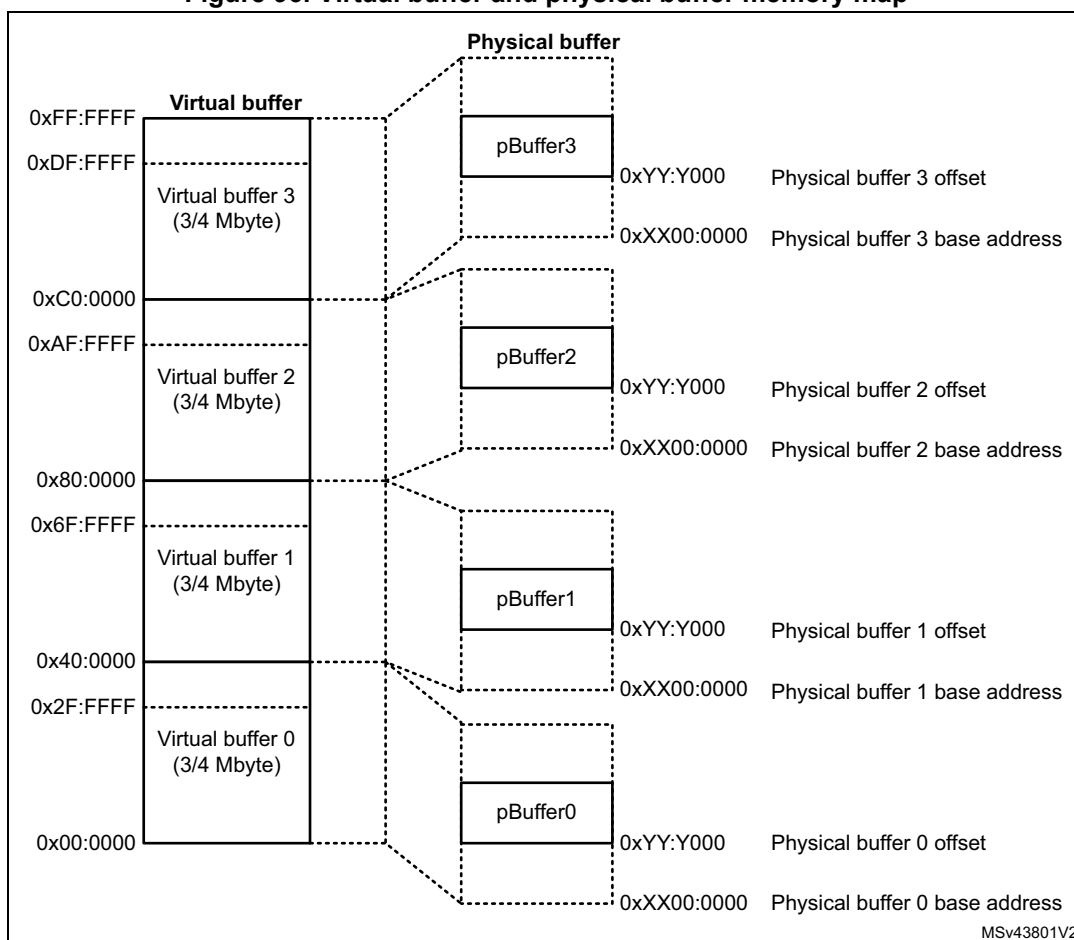 Physical buffer
Virtual buffer
0xFF:FFFF
pBuffer3
0xDF:FFFF
0xYY:Y000 Physical buffer 3 offset
Virtual buffer 3
(3/4 Mbyte)
0xXX00:0000 Physical buffer 3 base address
0xC0:0000
0xAF:FFFF
pBuffer2
Virtual buffer 2
(3/4 Mbyte)
0xYY:Y000 Physical buffer 2 offset
0xXX00:0000 Physical buffer 2 base address
0x80:0000
0x6F:FFFF
Virtual buffer 1
(3/4 Mbyte)
pBuffer1
0xYY:Y000 Physical buffer 1 offset
0x40:0000
0xXX00:0000 Physical buffer 1 base address
0x2F:FFFF
Virtual buffer 0
(3/4 Mbyte)
pBuffer0
0x00:0000
0xYY:Y000 Physical buffer 0 offset
0xXX00:0000 Physical buffer 0 base address
MSv43801V2